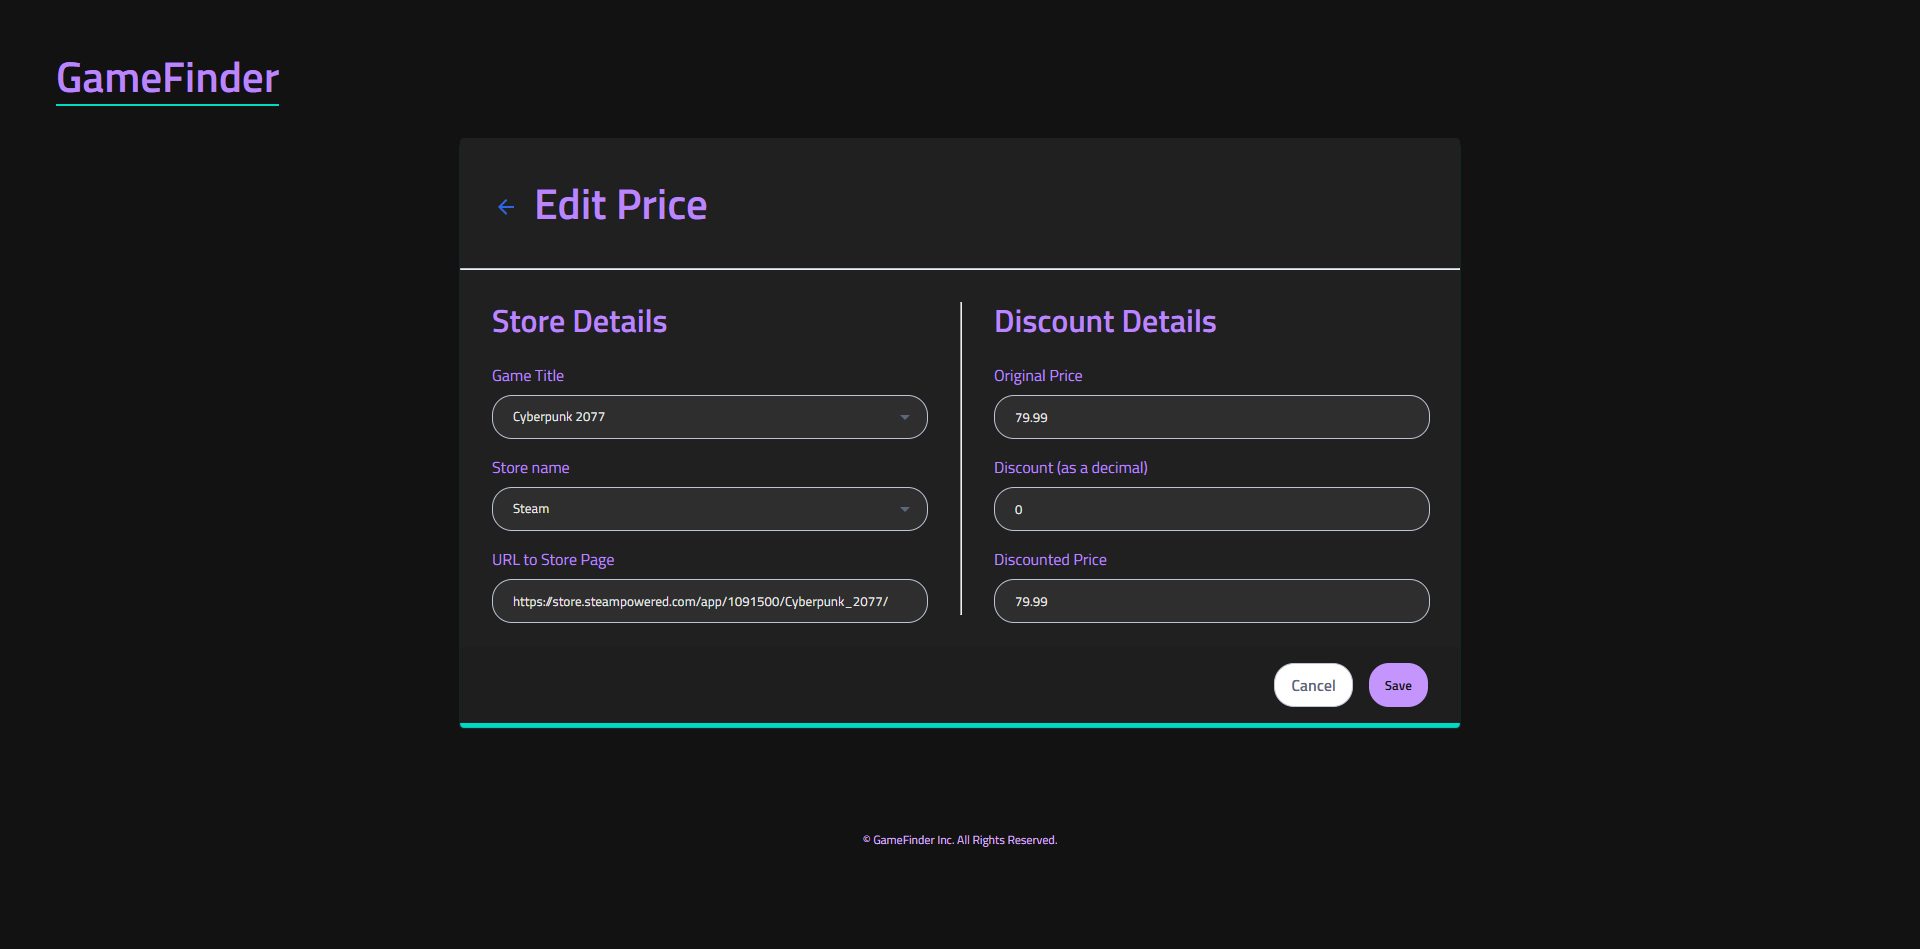 GameFinder
Edit Price
Store Details
Game Title
Cyberpunk 2077
Store name
Steam
URL to Store Page
https://store.steampowered.com/app/1091500/Cyberpunk_2077/
Discount Details
Original Price
79.99
Discount (as a decimal)
0
Discounted Price
79.99
Cancel
Save
© GameFinder Inc. All Rights Reserved.